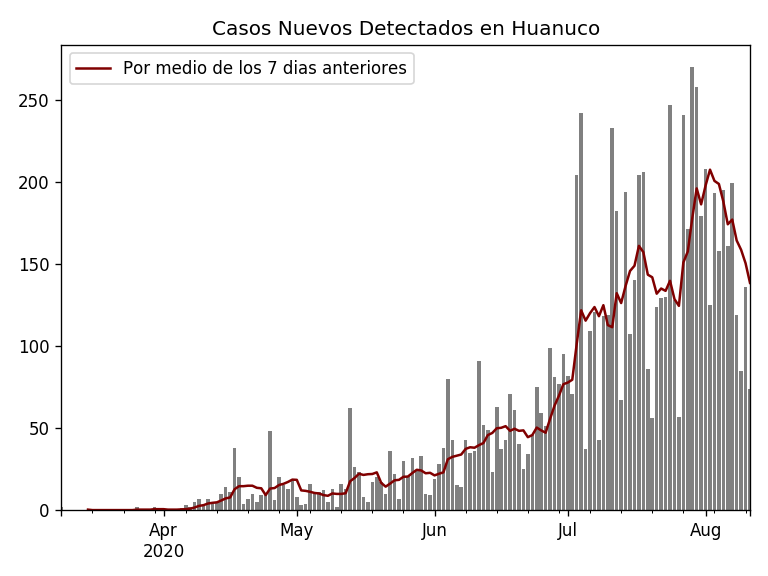 Casos Nuevos Detectados en Huanuco
Por medio de los 7 dias anteriores
250
200
150
100
50
0
Apr
2020
May
Jun
Jul
Aug